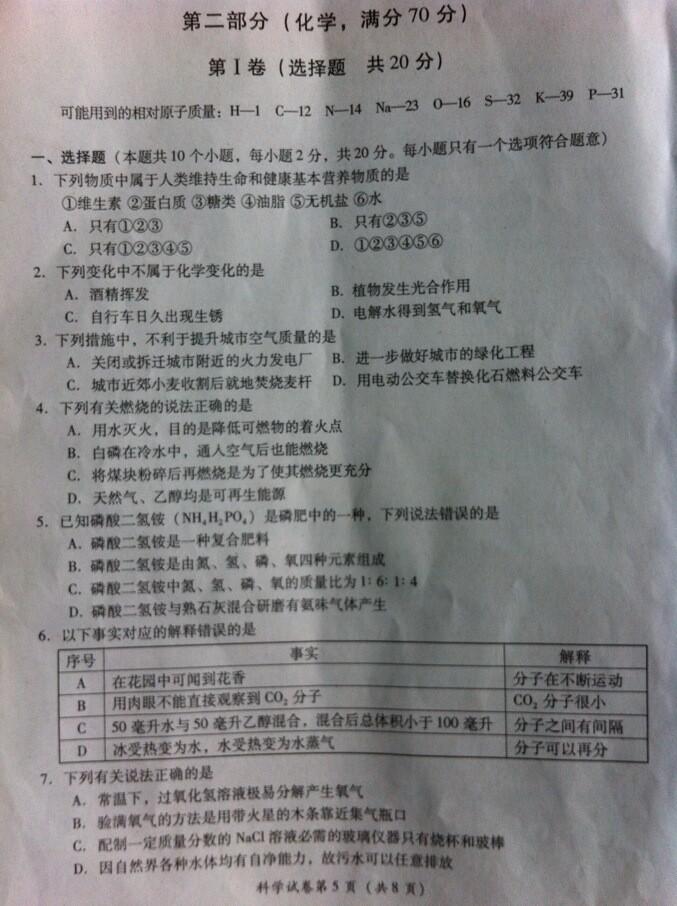 第二部分（化学，满分70分）
第Ⅰ卷（选择题 共20分）
可能用到的相对原子质量：H—1 C—12 N—14 Na—23 O—16 S—32 K—39 P—31
一、选择题（本题共10个小题，每小题2分，共20分。每小题只有一个选项符合题意）
1．下列物质中属于人类维持生命和健康基本营养物质的是
①维生素 ②蛋白质 ③糖类 ④油脂 ⑤无机盐 ⑥水
A．只有①②③ B．只有②③⑤
C．只有①②③④⑤ D．①②③④⑤⑥
2．下列变化中不属于化学变化的是
A．酒精挥发 B．植物发生光合作用
C．自行车日久出现生锈 D．电解水得到氢气和氧气
3．下列措施中，不利于提升城市空气质量的是
A．关闭或拆迁城市附近的火力发电厂 B．进一步做好城市的绿化工程
C．城市近郊小麦收割后就地焚烧麦杆 D．用电动公交车替换化石燃料公交车
4．下列有关燃烧的说法正确的是
A．用水灭火，目的是降低可燃物的着火点
B．白磷在冷水中，通人空气后也能燃烧
C．将煤块粉碎后再燃烧是为了使其燃烧更充分
D．天然气、乙醇均是可再生能源
5．已知磷酸二氢铵（NH₄H₂PO₄）是磷肥中的一种，下列说法错误的是
A．磷酸二氢铵是一种复合肥料
B．磷酸二氢铵是由氮、氢、磷、氧四种元素组成
C．磷酸二氢铵中氮、氢、磷、氧的质量比为1∶6∶1∶4
D．磷酸二氢铵与熟石灰混合研磨有氨味气体产生
6．以下事实对应的解释错误的是
序号 事实 解释
A 在花园中可闻到花香 分子在不断运动
B 用肉眼不能直接观察到CO₂分子 CO₂分子很小
C 50毫升水与50毫升乙醇混合，混合后总体积小于100毫升 分子之间有间隔
D 冰受热变为水，水受热变为水蒸气 分子可以再分
7．下列有关说法正确的是
A．常温下，过氧化氢溶液极易分解产生氧气
B．验满氧气的方法是用带火星的木条靠近集气瓶口
C．配制一定质量分数的NaCl溶液必需的玻璃仪器只有烧杯和玻棒
D．因自然界各种水体均有自净能力，故污水可以任意排放
科学试卷第5页（共8页）